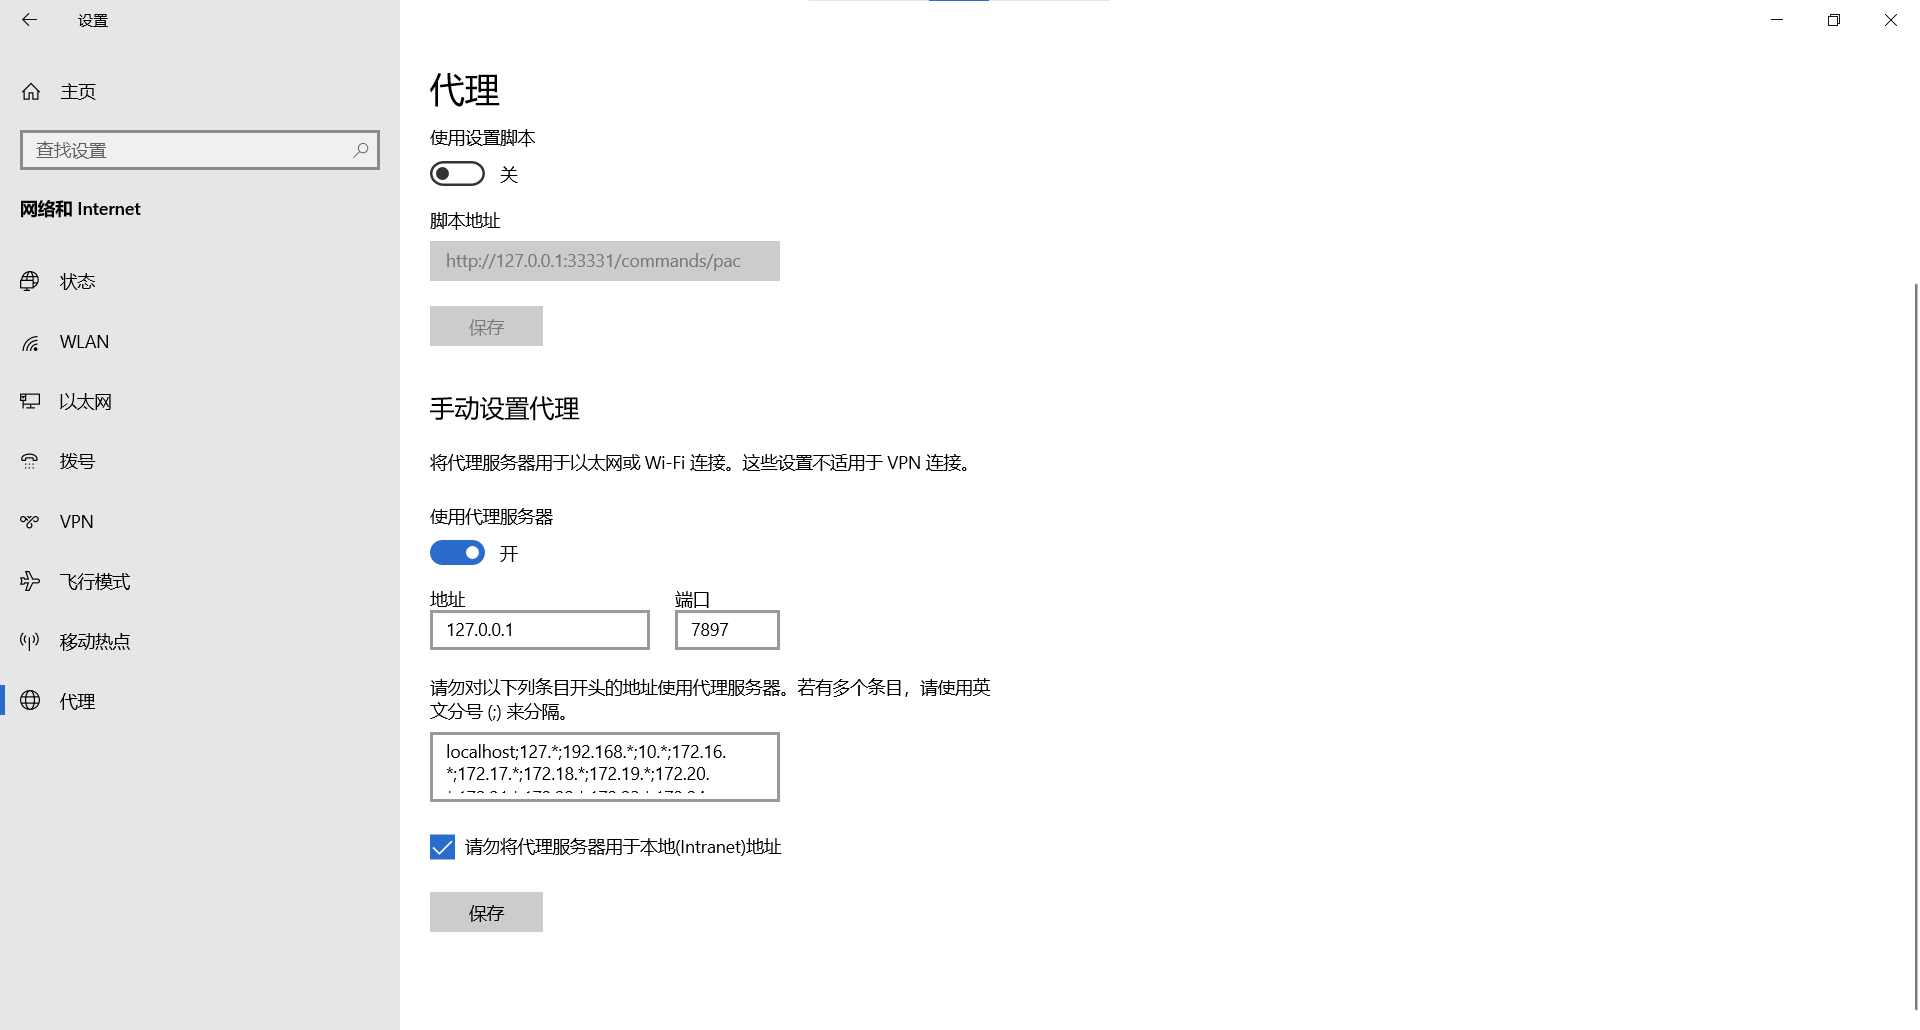 设置
主页
查找设置
网络和 Internet
状态
WLAN
以太网
拨号
VPN
飞行模式
移动热点
代理
代理
使用设置脚本
关
脚本地址
http://127.0.0.1:33331/commands/pac
保存
手动设置代理
将代理服务器用于以太网或 Wi-Fi 连接。这些设置不适用于 VPN 连接。
使用代理服务器
开
地址 端口
127.0.0.1 7897
请勿对以下列条目开头的地址使用代理服务器。若有多个条目，请使用英
文分号 (;) 来分隔。
localhost;127.*;192.168.*;10.*;172.16.
*;172.17.*;172.18.*;172.19.*;172.20.
请勿将代理服务器用于本地(Intranet)地址
保存